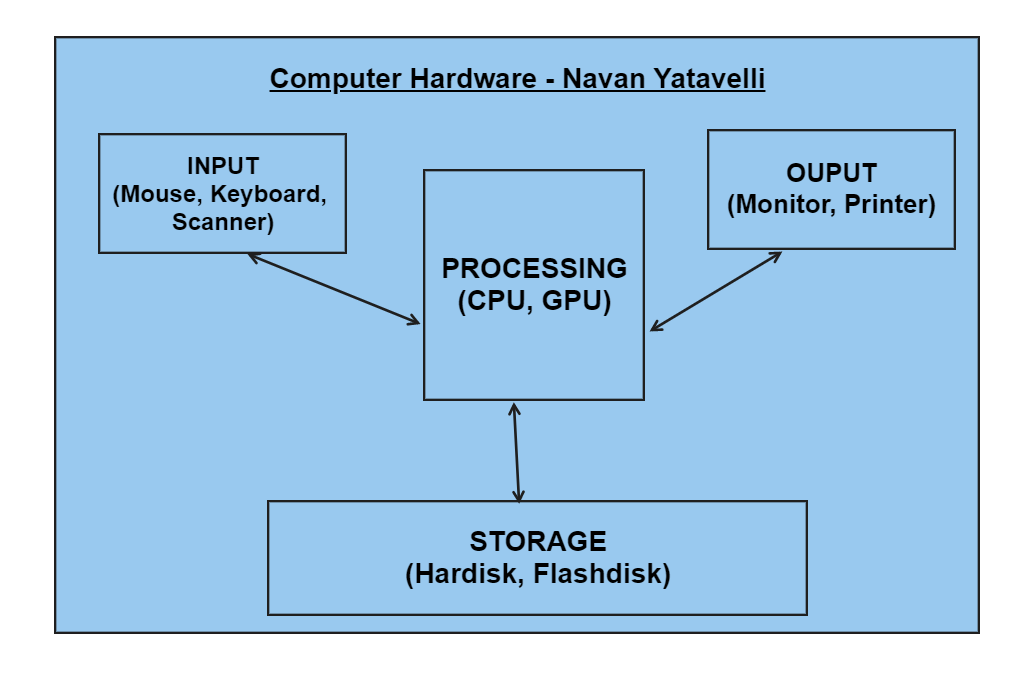 Computer Hardware - Navan Yatavelli
INPUT
(Mouse, Keyboard,
Scanner)
PROCESSING
(CPU, GPU)
OUPUT
(Monitor, Printer)
STORAGE
(Hardisk, Flashdisk)